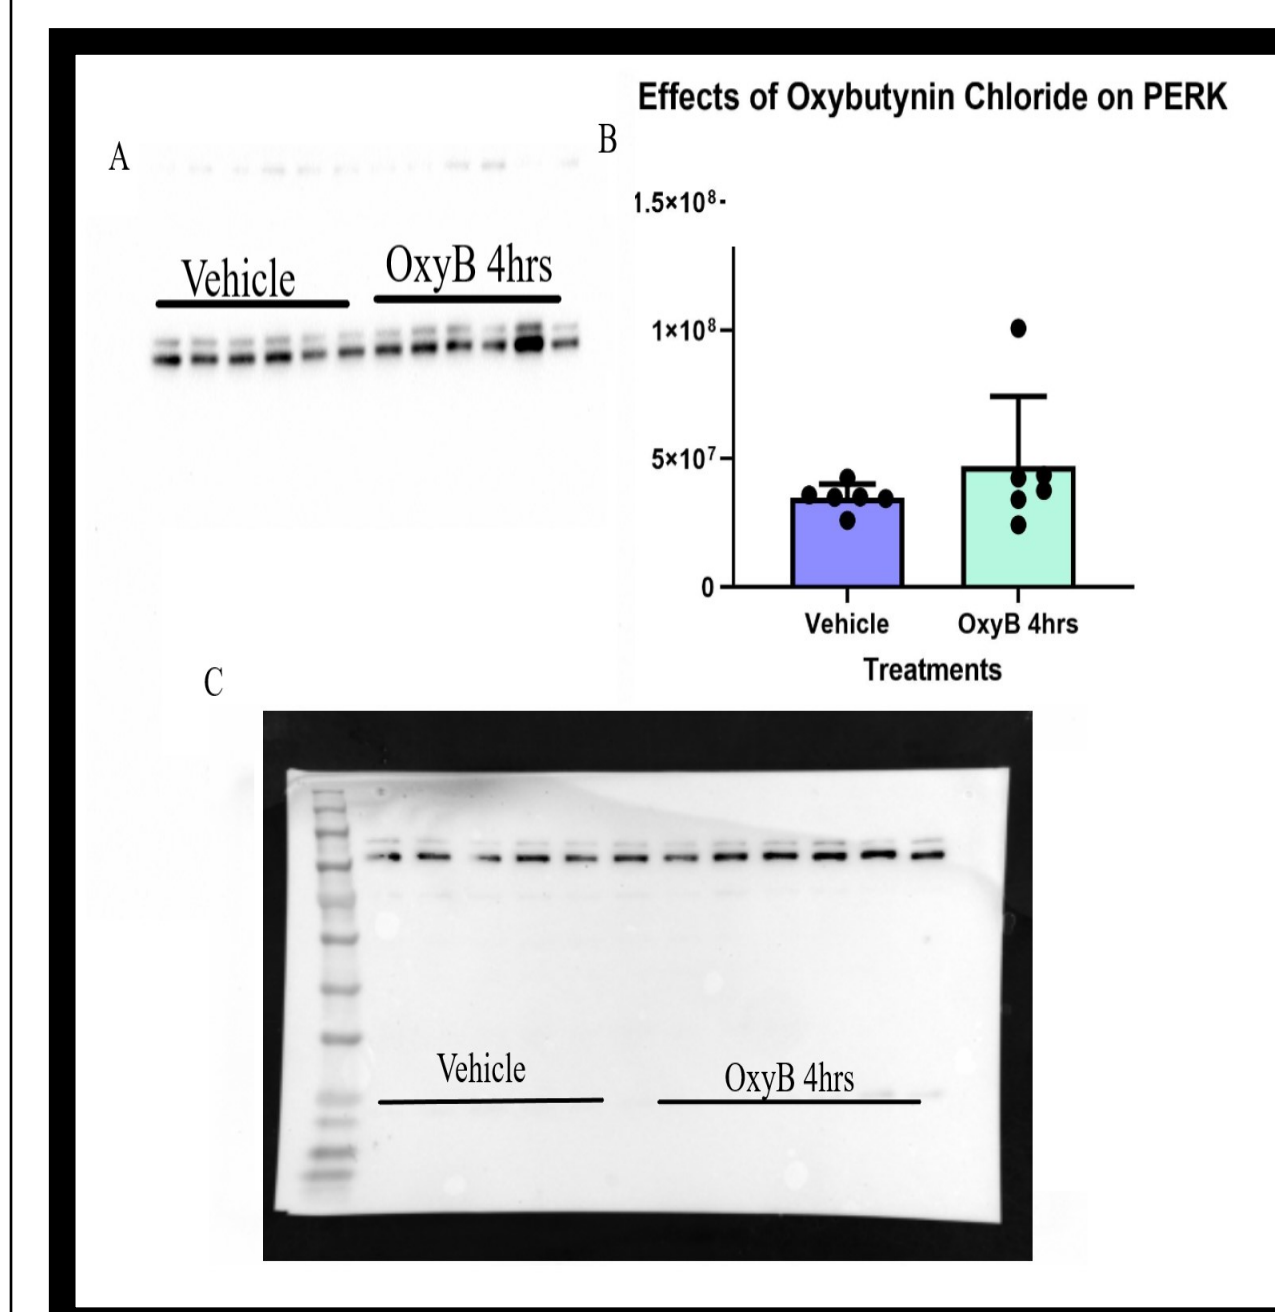 Effects of Oxybutynin Chloride on PERK
A
B
Vehicle
OxyB 4hrs
1.5×10⁸
1×10⁸
5×10⁷
0
Vehicle
OxyB 4hrs
Treatments
C
Vehicle
OxyB 4hrs